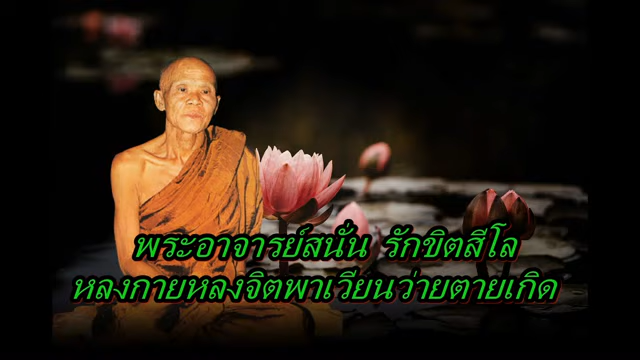 พระอาจารย์สนั่น รักขิตสีโล
หลงกายหลงจิตพาเวียนว่ายตายเกิด